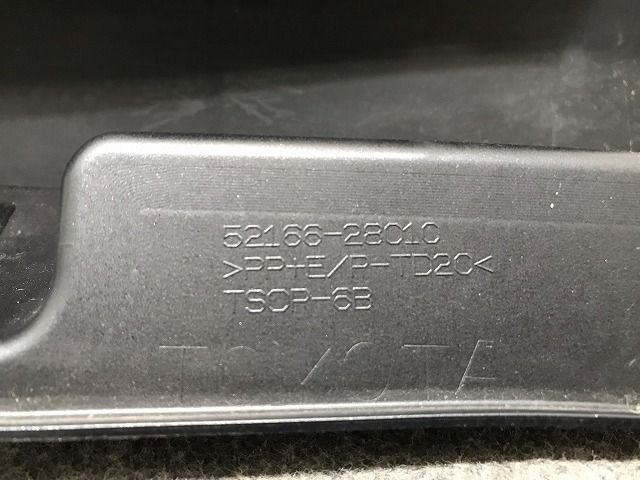 52166-28010
>PP+E/P-TD20<
TSOP-6B
TOYOTA